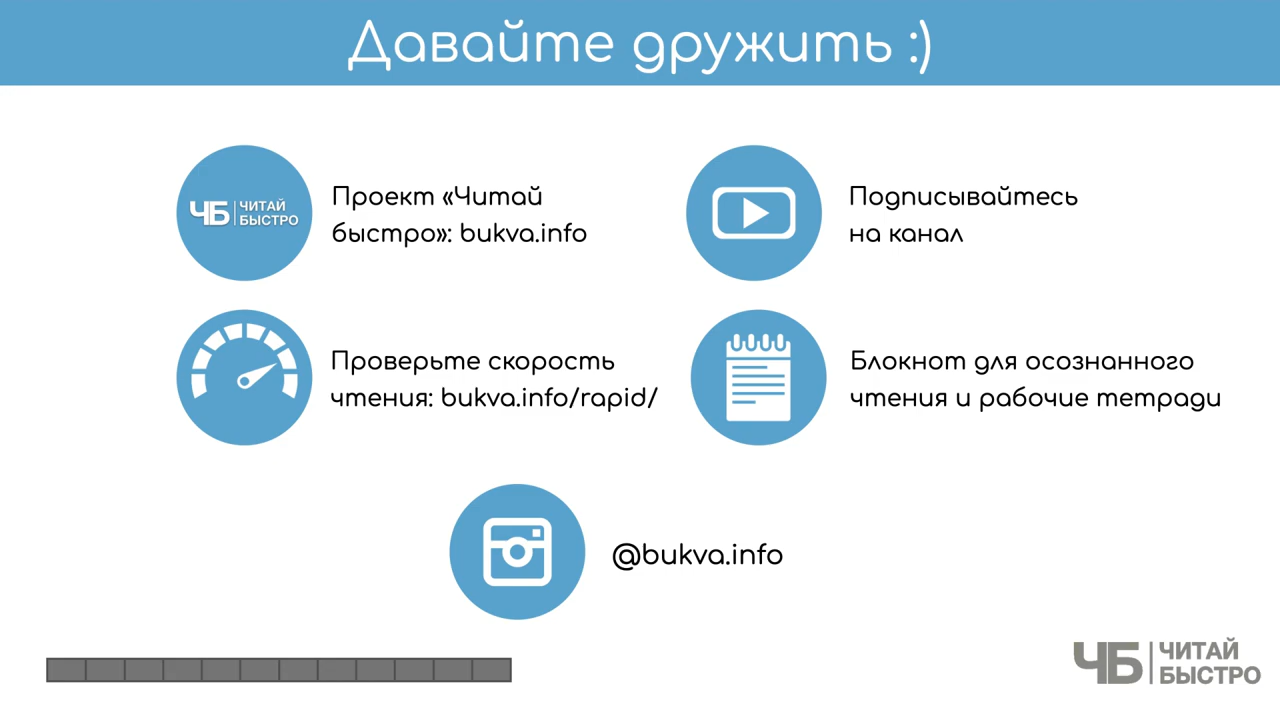 Давайте дружить :)
ЧБ ЧИТАЙ
БЫСТРО
Проект «Читай
быстро»: bukva.info
Подписывайтесь
на канал
Проверьте скорость
чтения: bukva.info/rapid/
Блокнот для осознанного
чтения и рабочие тетради
@bukva.info
ЧБ ЧИТАЙ
БЫСТРО